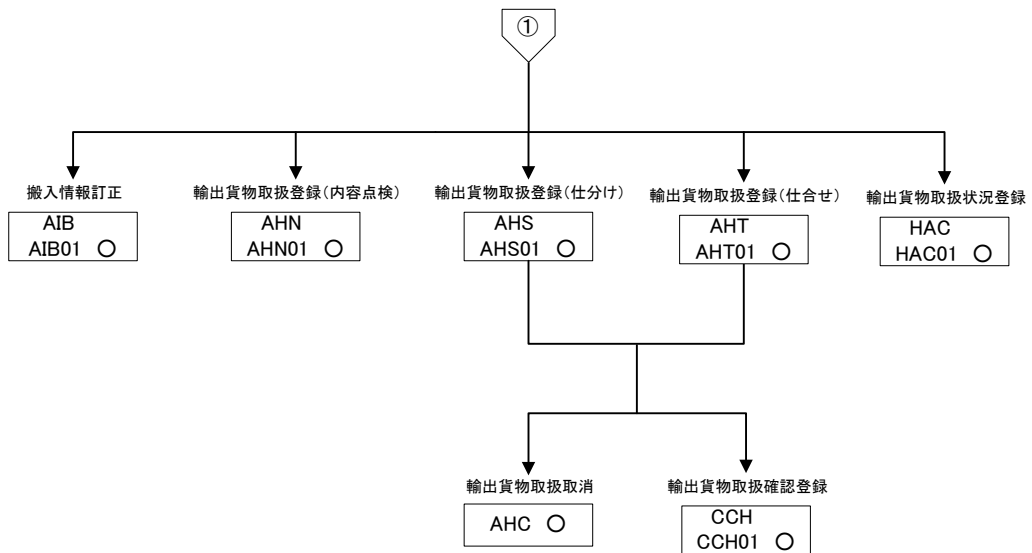 ①
搬入情報訂正
AIB
AIB01 ○
輸出貨物取扱登録(内容点検)
AHN
AHN01 ○
輸出貨物取扱登録(仕分け)
AHS
AHS01 ○
輸出貨物取扱登録(仕合せ)
AHT
AHT01 ○
輸出貨物取扱状況登録
HAC
HAC01 ○
輸出貨物取扱取消
AHC ○
輸出貨物取扱確認登録
CCH
CCH01 ○